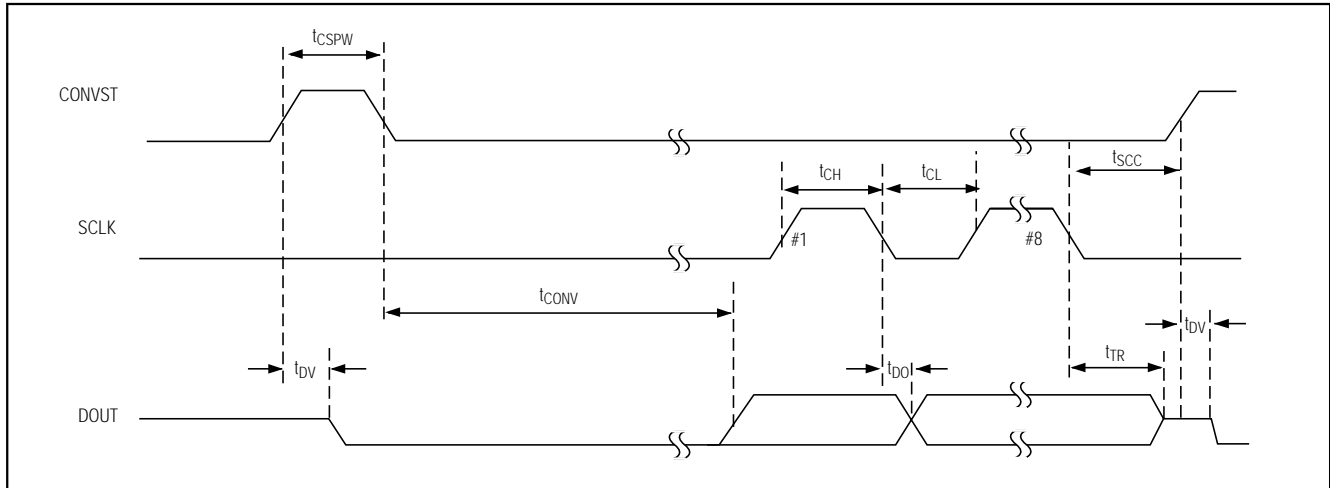 tCSPW
CONVST
tSCC
tCH
tCL
SCLK
#1
#8
tCONV
tDV
tDV
tDO
tTR
DOUT